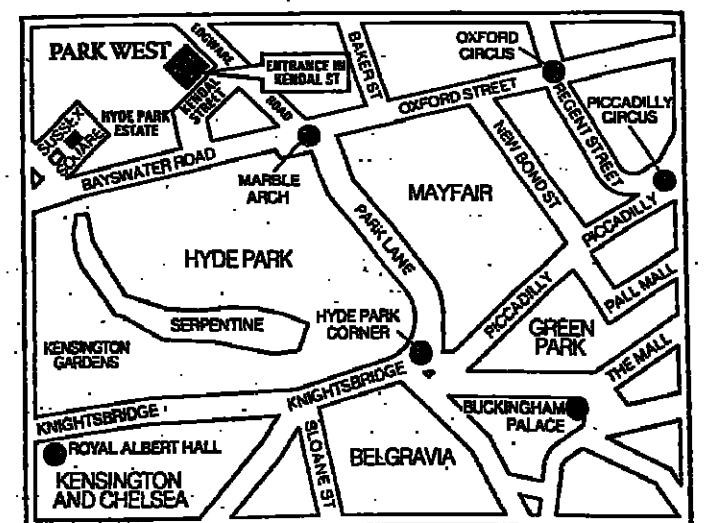 PARK WEST
EDGWARE
ROAD
ENTRANCE IN
KENDAL ST
KENDAL
STREET
HYDE PARK
ESTATE
SUSSEX
SQUARE
BAYSWATER ROAD
MARBLE
ARCH
BAKER ST
OXFORD STREET
OXFORD
CIRCUS
REGENT STREET
PICCADILLY
CIRCUS
NEW BOND ST
MAYFAIR
PARK LANE
PICCADILLY
PICCADILLY
PALL MALL
THE MALL
GREEN
PARK
HYDE PARK
SERPENTINE
KENSINGTON
GARDENS
HYDE PARK
CORNER
KNIGHTSBRIDGE
KNIGHTSBRIDGE
ROYAL ALBERT HALL
KENSINGTON
AND CHELSEA
SLOANE ST
BELGRAVIA
BUCKINGHAM
PALACE